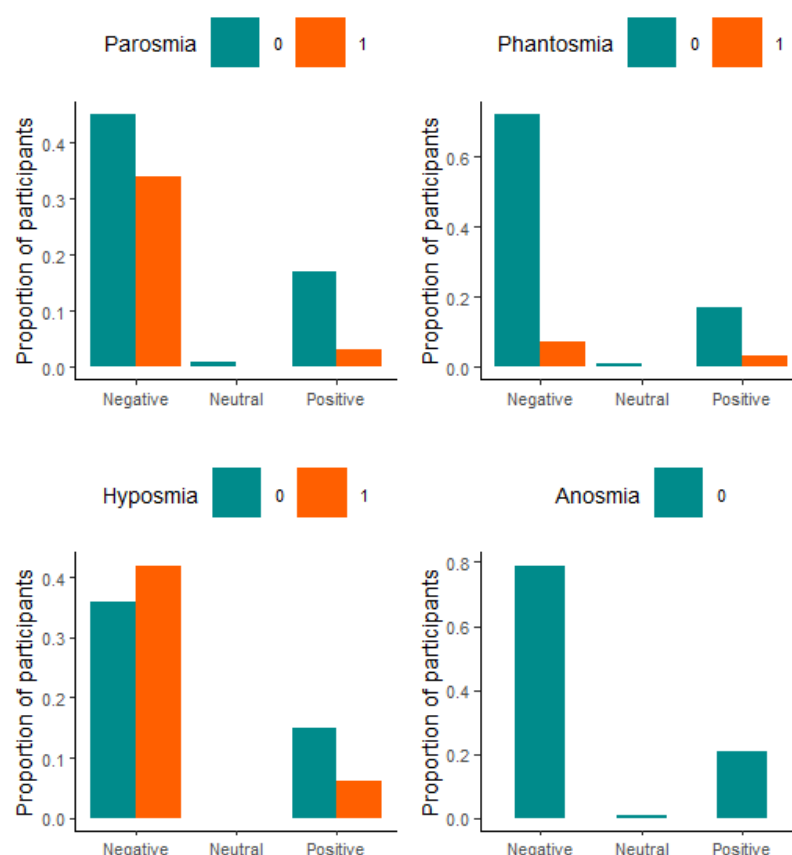 Parosmia 0 1
Phantosmia 0 1
Proportion of participants
0.4
0.3
0.2
0.1
0.0
Negative Neutral Positive
Proportion of participants
0.6
0.4
0.2
0.0
Negative Neutral Positive
Hyposmia 0 1
Anosmia 0
Proportion of participants
0.4
0.3
0.2
0.1
0.0
Negative Neutral Positive
Proportion of participants
0.8
0.6
0.4
0.2
0.0
Negative Neutral Positive